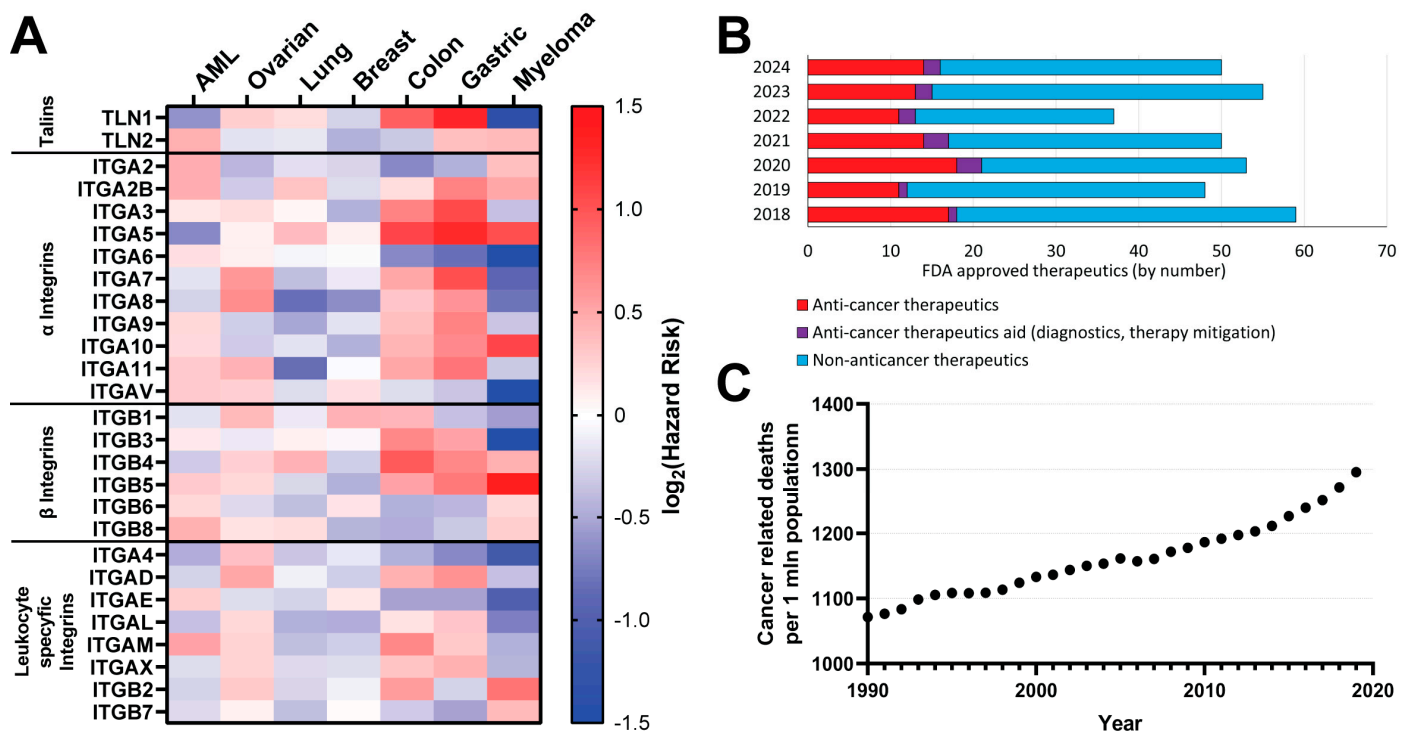 A
AML
Ovarian
Lung
Breast
Colon
Gastric
Myeloma
Talins
TLN1
TLN2
α Integrins
ITGA2
ITGA2B
ITGA3
ITGA5
ITGA6
ITGA7
ITGA8
ITGA9
ITGA10
ITGA11
ITGAV
β Integrins
ITGB1
ITGB3
ITGB4
ITGB5
ITGB6
ITGB8
Leukocyte
specyfic
Integrins
ITGA4
ITGAD
ITGAE
ITGAL
ITGAM
ITGAX
ITGB2
ITGB7
1.5
1.0
0.5
0
-0.5
-1.0
-1.5
log₂(Hazard Risk)
B
2024
2023
2022
2021
2020
2019
2018
0 10 20 30 40 50 60 70
FDA approved therapeutics (by number)
Anti-cancer therapeutics
Anti-cancer therapeutics aid (diagnostics, therapy mitigation)
Non-anticancer therapeutics
C
Cancer related deaths
per 1 mln populationn
1400
1300
1200
1100
1000
1990 2000 2010 2020
Year